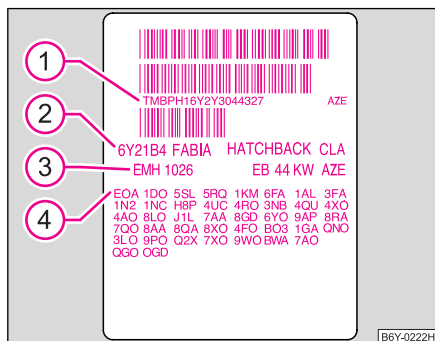 1
TMBPH16Y2Y3044327 AZE
2
6Y21B4 FABIA HATCHBACK CLA
3
EMH 1026 EB 44 KW AZE
4
EOA 1DO 5SL 5RQ 1KM 6FA 1AL 3FA
1N2 1NC H8P 4UC 4RO 3NB 4QU 4XO
4AO 8LO J1L 7AA 8GD 6YO 9AP 8RA
7QO 8AA 8QA 8XO 4FO BO3 1GA QNO
3LO 9PO Q2X 7XO 9WO BWA 7AO
QGO OGD
B6Y-0222H